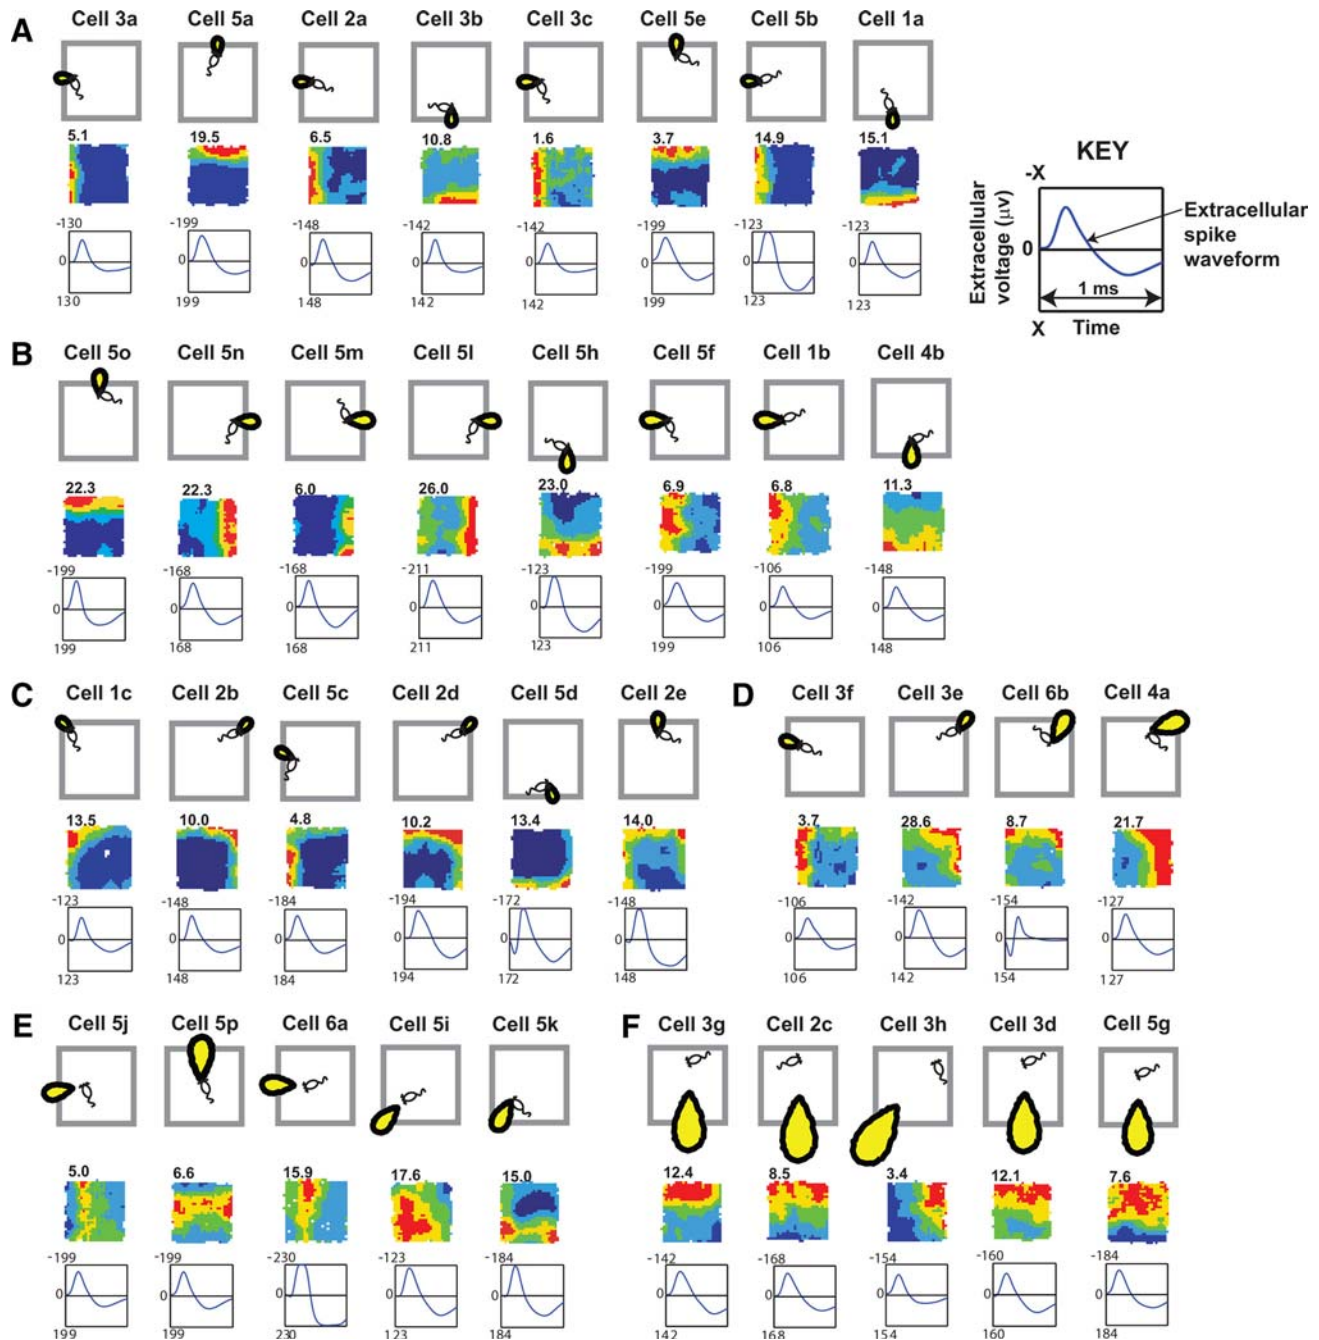 A
Cell 3a Cell 5a Cell 2a Cell 3b Cell 3c Cell 5e Cell 5b Cell 1a
5.1 19.5 6.5 10.8 1.6 3.7 14.9 15.1
-130 -199 -148 -142 -142 -199 -123 -123
0 0 0 0 0 0 0 0
130 199 148 142 142 199 123 123
KEY
-X
Extracellular voltage (μv)
0
Extracellular
spike
waveform
1 ms
X Time
B
Cell 5o Cell 5n Cell 5m Cell 5l Cell 5h Cell 5f Cell 1b Cell 4b
22.3 22.3 6.0 26.0 23.0 6.9 6.8 11.3
-199 -168 -168 -211 -123 -199 -106 -148
0 0 0 0 0 0 0 0
199 168 168 211 123 199 106 148
C
Cell 1c Cell 2b Cell 5c Cell 2d Cell 5d Cell 2e
13.5 10.0 4.8 10.2 13.4 14.0
-123 -148 -184 -194 -172 -148
0 0 0 0 0 0
123 148 184 194 172 148
D
Cell 3f Cell 3e Cell 6b Cell 4a
3.7 28.6 8.7 21.7
-106 -142 -154 -127
0 0 0 0
106 142 154 127
E
Cell 5j Cell 5p Cell 6a Cell 5i Cell 5k
5.0 6.6 15.9 17.6 15.0
-199 -199 -230 -123 -184
0 0 0 0 0
199 199 230 123 184
F
Cell 3g Cell 2c Cell 3h Cell 3d Cell 5g
12.4 8.5 3.4 12.1 7.6
-142 -168 -154 -160 -184
0 0 0 0 0
142 168 154 160 184